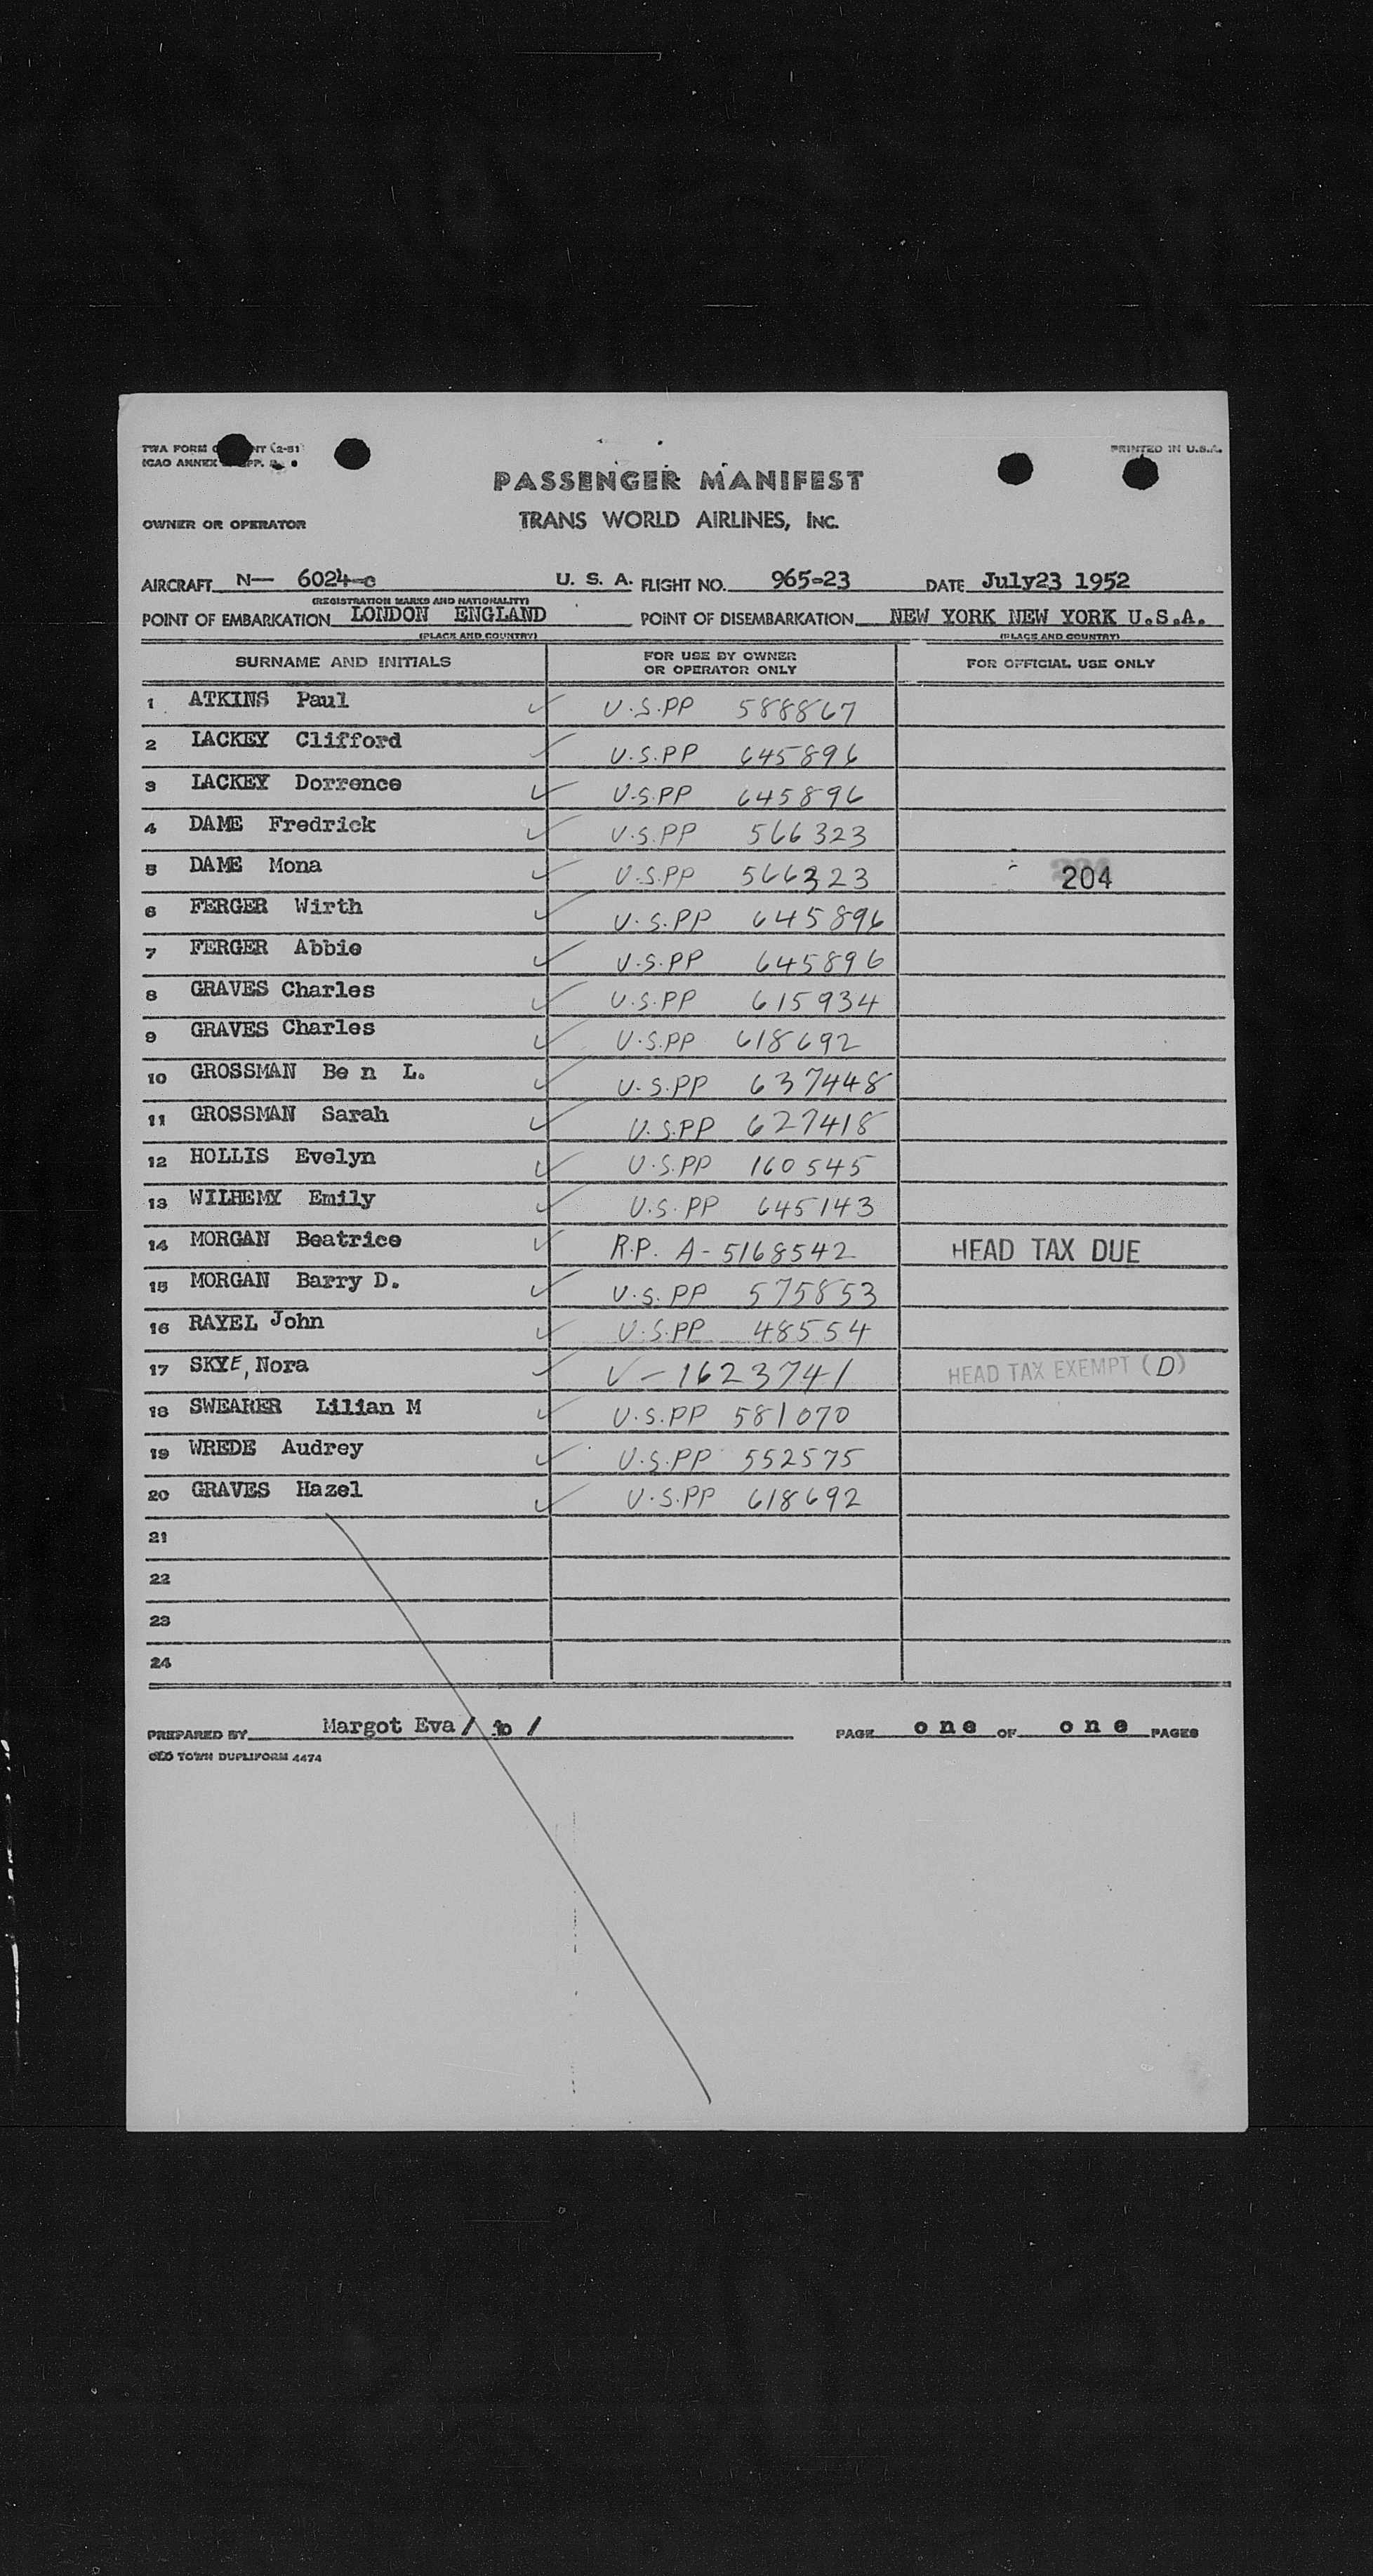 TWA FORM
ICAO ANNEX
PRINTED IN U.S.A.
PASSENGER MANIFEST
OWNER OR OPERATOR TRANS WORLD AIRLINES, INC.
AIRCRAFT N— 6024-c U. S. A. FLIGHT NO. 965-23 DATE July23 1952
(REGISTRATION MARKS AND NATIONALITY)
POINT OF EMBARKATION LONDON ENGLAND POINT OF DISEMBARKATION NEW YORK NEW YORK U.S.A.
(PLACE AND COUNTRY) (PLACE AND COUNTRY)
SURNAME AND INITIALS FOR USE BY OWNER OR OPERATOR ONLY FOR OFFICIAL USE ONLY
1 ATKINS Paul ✓ U.S.PP 588867
2 LACKEY Clifford ✓ U.S.PP 645896
3 LACKEY Dorrence ✓ U.S.PP 645896
4 DAME Fredrick ✓ U.S.PP 566323
5 DAME Mona ✓ U.S.PP 566323 204
6 FERGER Wirth ✓ U.S.PP 645896
7 FERGER Abbie ✓ U.S.PP 645896
8 GRAVES Charles ✓ U.S.PP 615934
9 GRAVES Charles ✓ U.S.PP 618692
10 GROSSMAN Be n L. ✓ U.S.PP 637448
11 GROSSMAN Sarah ✓ U.S.PP 627418
12 HOLLIS Evelyn ✓ U.S.PP 160545
13 WILHEMY Emily ✓ U.S.PP 645143
14 MORGAN Beatrice ✓ R.P. A-5168542 HEAD TAX DUE
15 MORGAN Barry D. ✓ U.S.PP 575853
16 RAYEL John ✓ U.S.PP 48554
17 SKYE, Nora ✓ V-1623741 HEAD TAX EXEMPT (D)
18 SWEARER Lilian M ✓ U.S.PP 581070
19 WREDE Audrey ✓ U.S.PP 552575
20 GRAVES Hazel ✓ U.S.PP 618692
21
22
23
24
PREPARED BY Margot Eva/ /
PAGE one OF one PAGES
OLD TOWN DUPLIFORM 4474